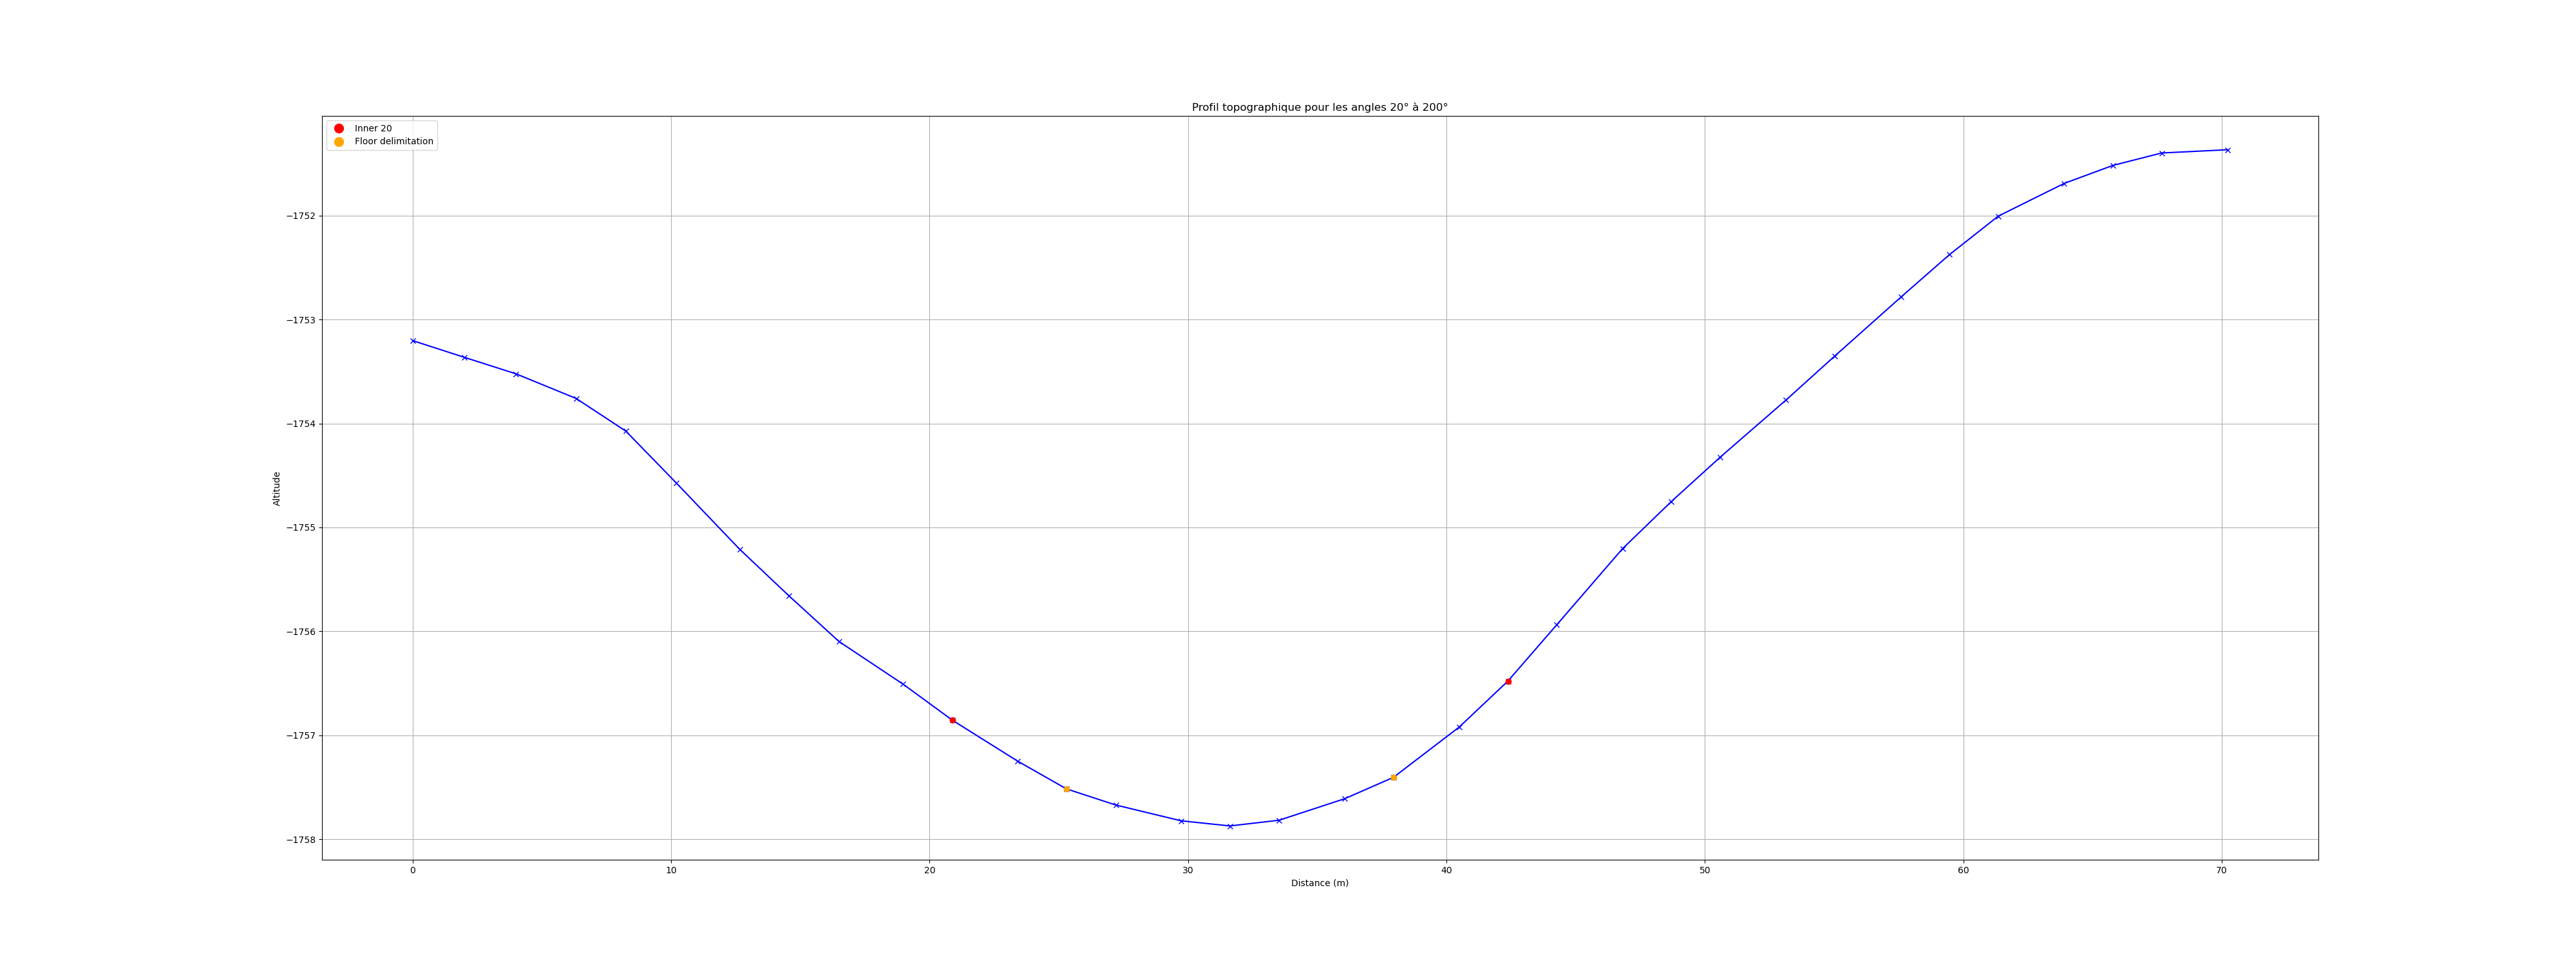 Profil topographique pour les angles 20° à 200°
Inner 20
Floor delimitation
Altitude
−1752
−1753
−1754
−1755
−1756
−1757
−1758
0 10 20 30 40 50 60 70
Distance (m)